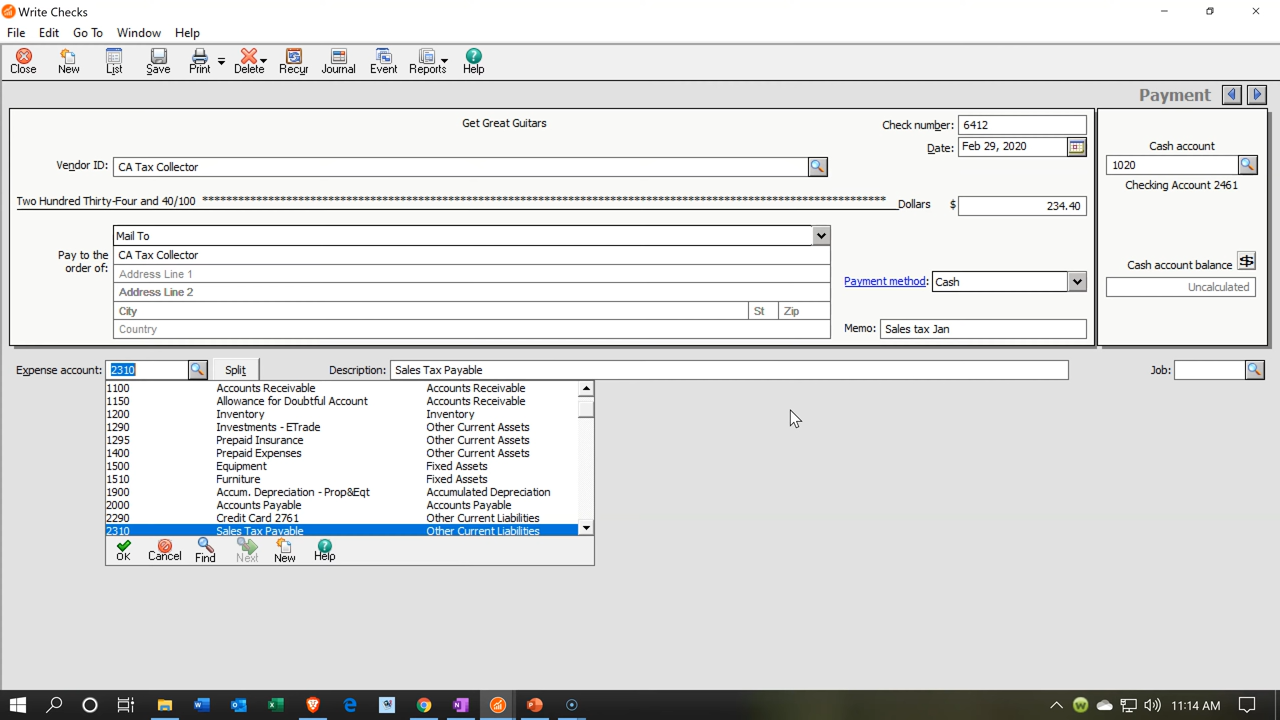 Write Checks
File Edit Go To Window Help
Close New List Save Print Delete Recur Journal Event Reports Help
Payment
Get Great Guitars
Check number: 6412
Date: Feb 29, 2020
Cash account
1020
Checking Account 2461
Vendor ID: CA Tax Collector
Two Hundred Thirty-Four and 40/100 ****************************************************************************************************************************************** Dollars $ 234.40
Mail To
Pay to the order of: CA Tax Collector
Address Line 1
Address Line 2
City St Zip
Country
Payment method: Cash
Memo: Sales tax Jan
Cash account balance
Uncalculated
Expense account: 2310 Split Description: Sales Tax Payable Job:
1100 Accounts Receivable Accounts Receivable
1150 Allowance for Doubtful Account Accounts Receivable
1200 Inventory Inventory
1290 Investments - ETrade Other Current Assets
1295 Prepaid Insurance Other Current Assets
1400 Prepaid Expenses Other Current Assets
1500 Equipment Fixed Assets
1510 Furniture Fixed Assets
1900 Accum. Depreciation - Prop&Eqt Accumulated Depreciation
2000 Accounts Payable Accounts Payable
2290 Credit Card 2761 Other Current Liabilities
2310 Sales Tax Payable Other Current Liabilities
OK Cancel Find Next New Help
11:14 AM